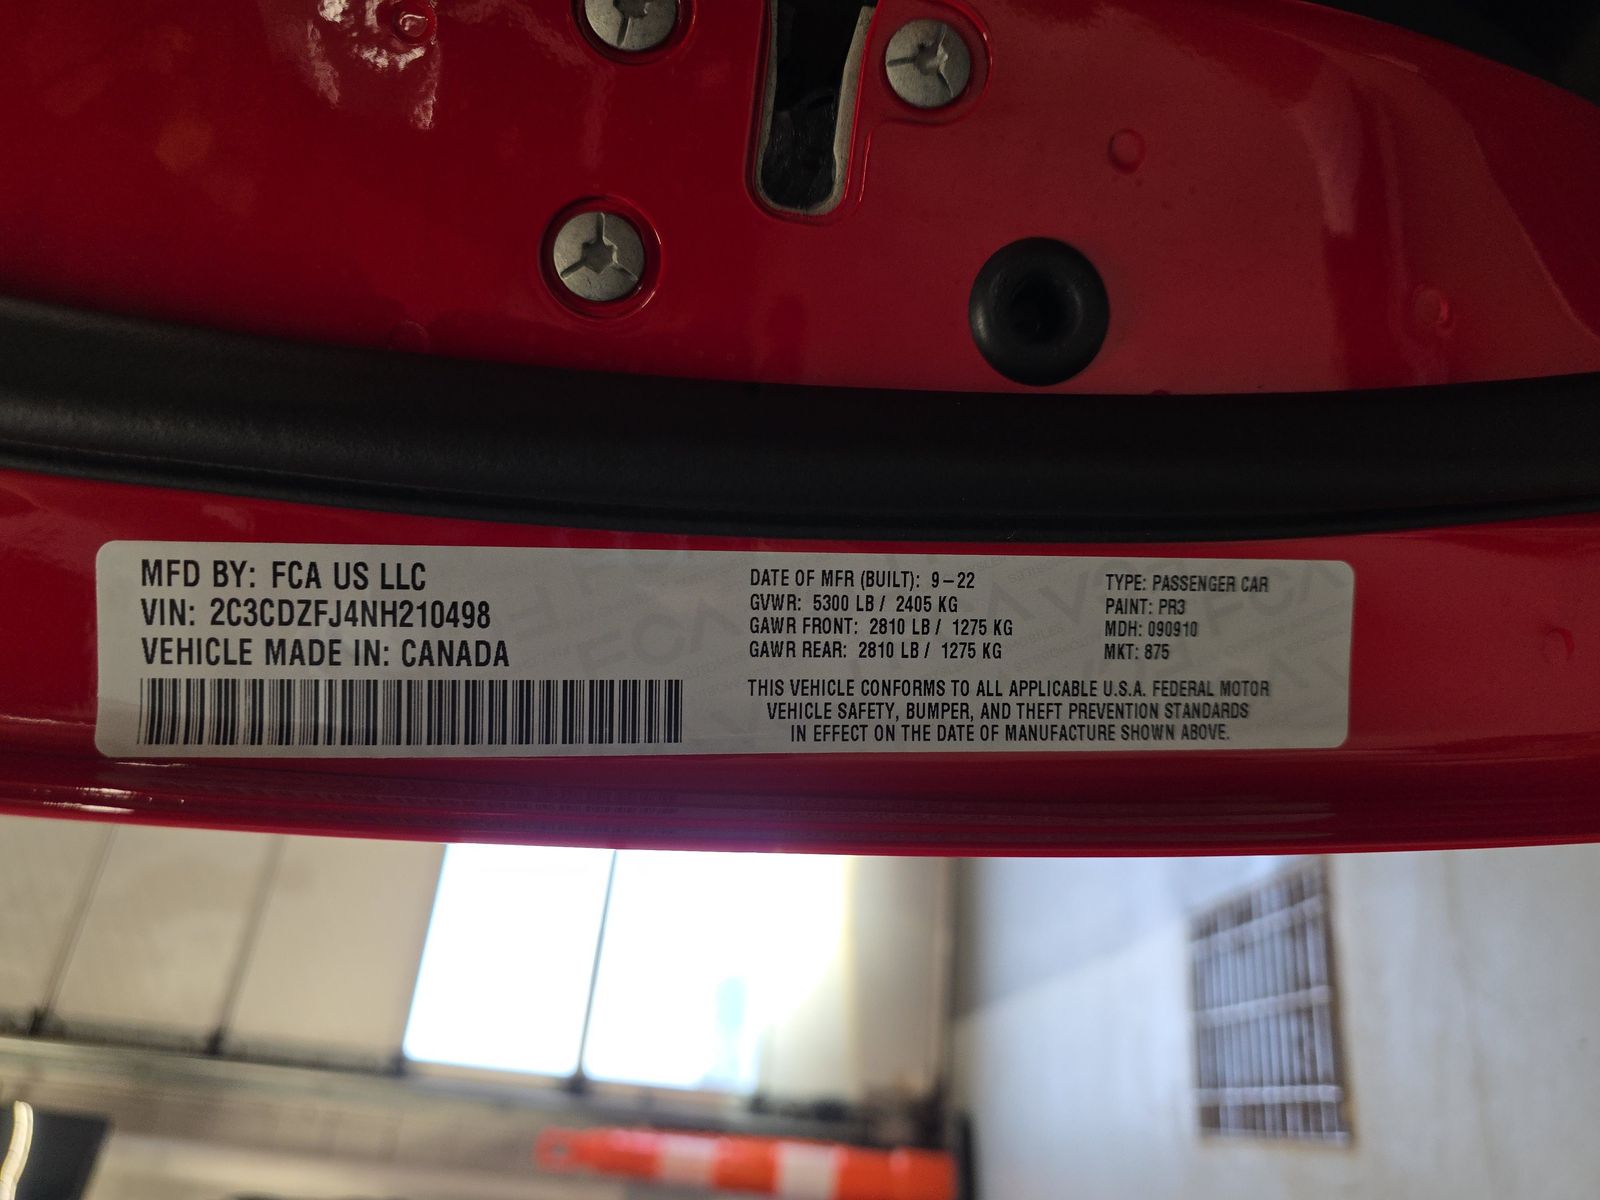 MFD BY: FCA US LLC
VIN: 2C3CDZFJ4NH210498
VEHICLE MADE IN: CANADA
DATE OF MFR (BUILT): 9-22
GVWR: 5300 LB / 2405 KG
GAWR FRONT: 2810 LB / 1275 KG
GAWR REAR: 2810 LB / 1275 KG
TYPE: PASSENGER CAR
PAINT: PR3
MDH: 090910
MKT: 875
THIS VEHICLE CONFORMS TO ALL APPLICABLE U.S.A. FEDERAL MOTOR
VEHICLE SAFETY, BUMPER, AND THEFT PREVENTION STANDARDS
IN EFFECT ON THE DATE OF MANUFACTURE SHOWN ABOVE.